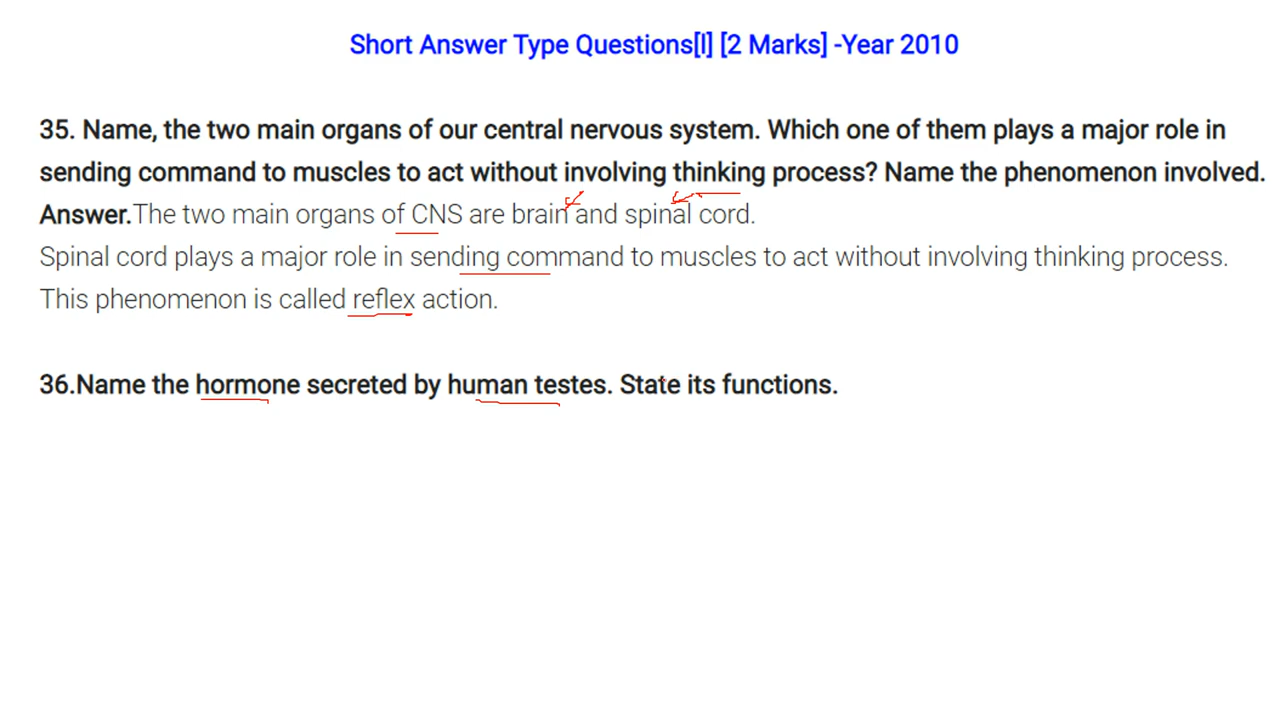 Short Answer Type Questions[I] [2 Marks] -Year 2010
35. Name, the two main organs of our central nervous system. Which one of them plays a major role in
sending command to muscles to act without involving thinking process? Name the phenomenon involved.
Answer.The two main organs of CNS are brain and spinal cord.
Spinal cord plays a major role in sending command to muscles to act without involving thinking process.
This phenomenon is called reflex action.
36.Name the hormone secreted by human testes. State its functions.